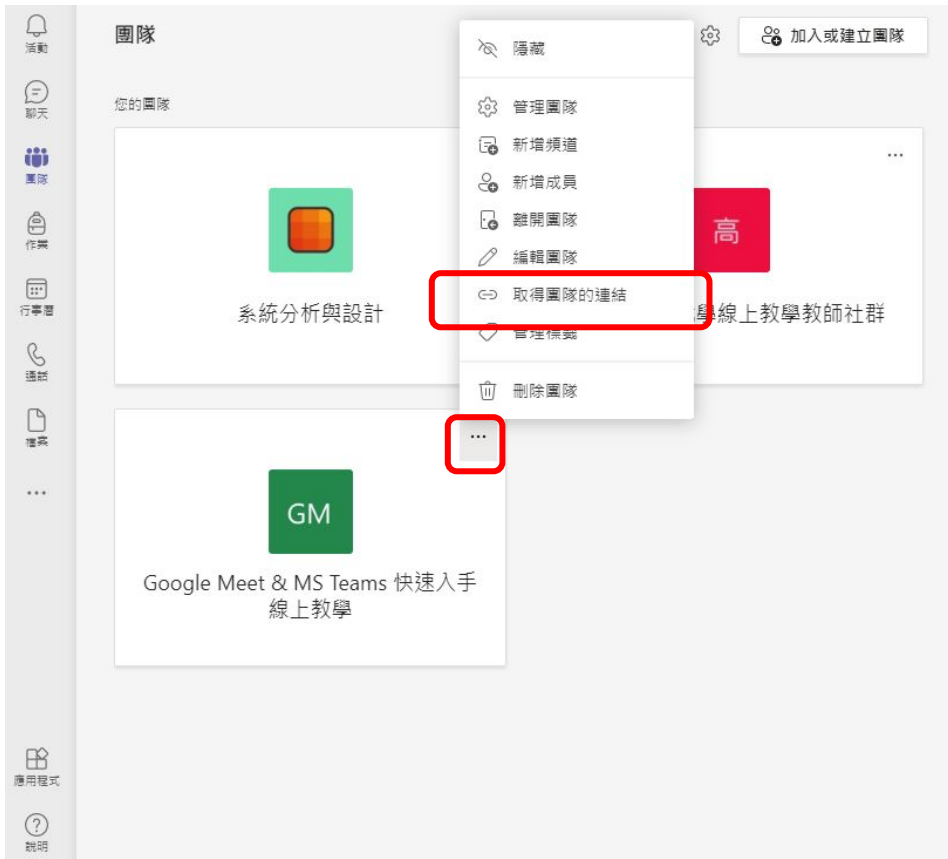 活動
聊天
團隊
作業
行事曆
通話
檔案
應用程式
說明
團隊
加入或建立團隊
您的團隊
系統分析與設計
高
學線上教學教師社群
GM
Google Meet & MS Teams 快速入手
線上教學
隱藏
管理團隊
新增頻道
新增成員
離開團隊
編輯團隊
取得團隊的連結
管理標籤
刪除團隊